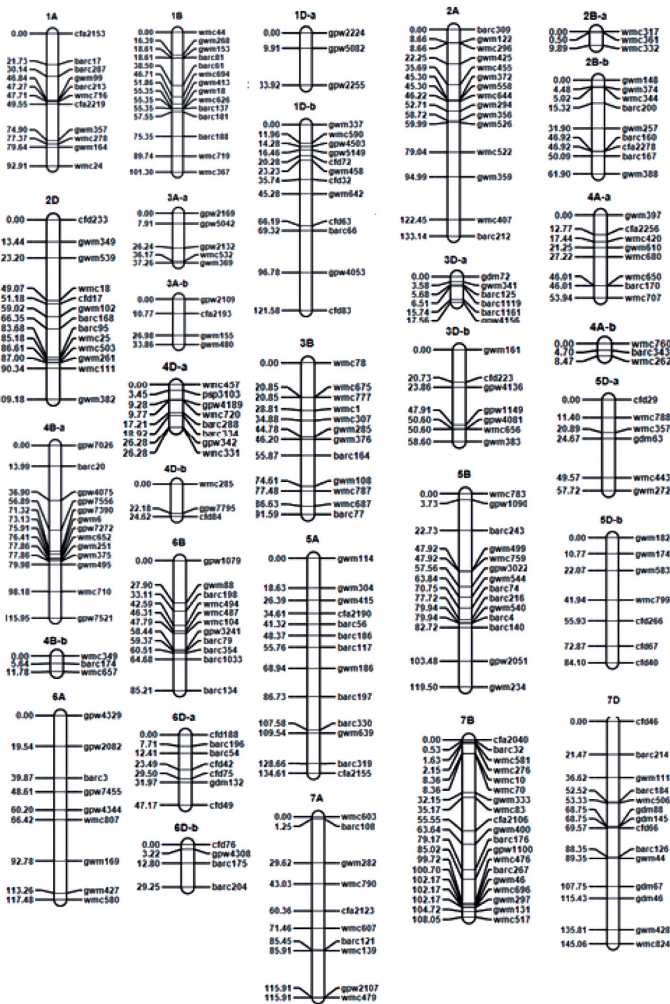 1A
0.00 cfa2153
21.73 barc17
30.14 barc287
46.84 gwm99
47.27 barc213
47.71 wmc716
49.55 cfa2219
74.90 gwm357
77.37 wmc278
79.64 gwm164
92.91 wmc24
1B
0.00 wmc44
16.39 gwm268
18.61 gwm153
18.61 barc81
38.50 barc61
46.71 wmc694
51.86 gwm413
55.35 gwm18
55.35 wmc626
55.35 barc137
57.55 barc181
75.35 barc188
89.74 wmc719
101.30 wmc367
1D-a
0.00 gpw2224
9.91 gpw5082
33.92 gpw2255
1D-b
0.00 gwm337
11.96 wmc590
14.28 gpw4503
16.46 gpw5149
20.28 cfd72
23.23 gwm458
35.74 cfd32
45.28 gwm642
66.19 cfd63
69.32 barc66
96.78 gpw4053
121.58 cfd83
2A
0.00 barc309
8.66 gwm122
8.66 wmc296
22.25 gwm425
35.69 wmc455
45.30 gwm372
45.30 gwm558
46.22 wmc644
52.71 gwm294
58.72 gwm356
59.99 gwm526
79.04 wmc522
94.99 gwm359
122.45 wmc407
133.14 barc212
2B-a
0.00 wmc317
0.50 wmc361
9.89 wmc332
2B-b
0.00 gwm148
4.48 gwm374
5.02 wmc344
15.32 barc200
31.90 gwm257
46.92 barc160
46.92 cfa2278
50.09 barc167
61.90 gwm388
2D
0.00 cfd233
13.44 gwm349
23.20 gwm539
49.07 wmc18
51.18 cfd17
59.02 gwm102
66.35 barc168
83.68 barc95
85.18 wmc25
86.61 wmc503
87.00 gwm261
90.34 wmc111
109.18 gwm382
3A-a
0.00 gpw2169
7.91 gpw5042
26.24 gpw2132
36.17 wmc532
37.26 gwm369
3A-b
0.00 gpw2109
10.77 cfa2193
26.98 gwm155
33.86 gwm480
3B
0.00 wmc78
20.85 wmc675
20.85 wmc777
28.81 wmc1
34.88 wmc307
44.78 gwm285
46.20 gwm376
55.87 barc164
74.61 gwm108
77.48 wmc787
86.63 wmc687
91.59 barc77
3D-a
0.00 gdm72
3.58 gwm341
5.68 barc125
6.51 barc1119
15.74 barc1161
17.56 gpw4156
3D-b
0.00 gwm161
20.73 cfd223
23.86 gpw4136
47.91 gpw1149
50.60 gpw4081
50.60 wmc656
58.60 gwm383
4A-a
0.00 gwm397
12.77 cfa2256
17.44 wmc420
21.25 gwm610
27.22 wmc680
46.01 wmc650
46.01 barc170
53.94 wmc707
4A-b
0.00 wmc760
4.70 barc343
8.47 wmc262
4B-a
0.00 gpw7026
13.99 barc20
36.90 gpw4075
56.89 gpw7556
71.32 gpw7390
73.13 gwm6
75.91 gpw7272
76.41 wmc652
77.86 gwm251
77.86 gwm375
79.98 gwm495
98.18 wmc710
115.95 gpw7521
4B-b
0.00 wmc349
5.64 barc174
11.78 wmc657
4D-a
0.00 wmc457
3.45 psp3103
9.28 gpw4189
9.77 wmc720
17.21 barc288
18.92 barc334
26.28 gpw342
26.28 wmc331
4D-b
0.00 wmc285
22.18 gpw7795
24.62 cfd84
5A
0.00 gwm114
18.63 gwm304
26.39 gwm415
34.61 cfa2190
41.32 barc56
48.37 barc186
55.76 barc117
68.94 gwm186
86.73 barc197
107.58 barc330
109.54 gwm639
128.66 barc319
134.61 cfa2155
5B
0.00 wmc783
3.73 gpw1090
22.73 barc243
47.92 gwm499
47.92 wmc759
57.56 gpw3022
63.84 gwm544
70.75 barc74
77.72 barc216
79.94 gwm540
79.94 barc4
82.72 barc140
103.48 gpw2051
119.50 gwm234
5D-a
0.00 cfd29
11.40 wmc788
20.89 wmc357
24.67 gdm63
49.57 wmc443
57.72 gwm272
5D-b
0.00 gwm182
10.77 gwm174
22.07 gwm583
41.94 wmc799
55.93 cfd266
72.87 cfd67
84.10 cfd40
6A
0.00 gpw4329
19.54 gpw2082
39.87 barc3
48.61 gpw7455
60.20 gpw4344
66.42 wmc807
92.78 gwm169
113.26 gwm427
117.48 wmc580
6B
0.00 gpw1079
27.90 gwm88
33.11 barc198
42.59 wmc494
46.31 wmc487
47.79 wmc104
58.44 gpw3241
59.37 barc79
60.51 barc354
64.68 barc1033
85.21 barc134
6D-a
0.00 cfd188
7.71 barc196
12.41 barc54
23.49 cfd42
29.50 cfd75
31.97 gdm132
47.17 cfd49
6D-b
0.00 cfd76
3.22 gpw4308
12.80 barc175
29.25 barc204
7A
0.00 wmc603
1.25 barc108
29.62 gwm282
43.03 wmc790
60.36 cfa2123
71.46 wmc607
85.45 barc121
85.91 wmc139
115.91 gpw2107
115.91 wmc479
7B
0.00 cfa2040
0.53 barc32
1.63 wmc581
2.15 wmc276
8.36 wmc10
8.36 wmc70
32.15 gwm333
35.17 wmc83
55.55 cfa2106
63.64 gwm400
79.17 barc176
85.02 gpw1100
99.72 wmc476
100.70 barc267
102.17 gwm46
102.17 wmc696
102.17 gwm297
104.72 gwm131
108.05 wmc517
7D
0.00 cfd46
21.47 barc214
36.62 gwm111
52.52 barc184
53.33 wmc506
68.75 gdm88
68.75 gdm145
69.57 cfd66
88.35 barc126
89.35 gwm44
107.75 gdm67
115.43 gdm46
135.81 gwm428
145.06 wmc824